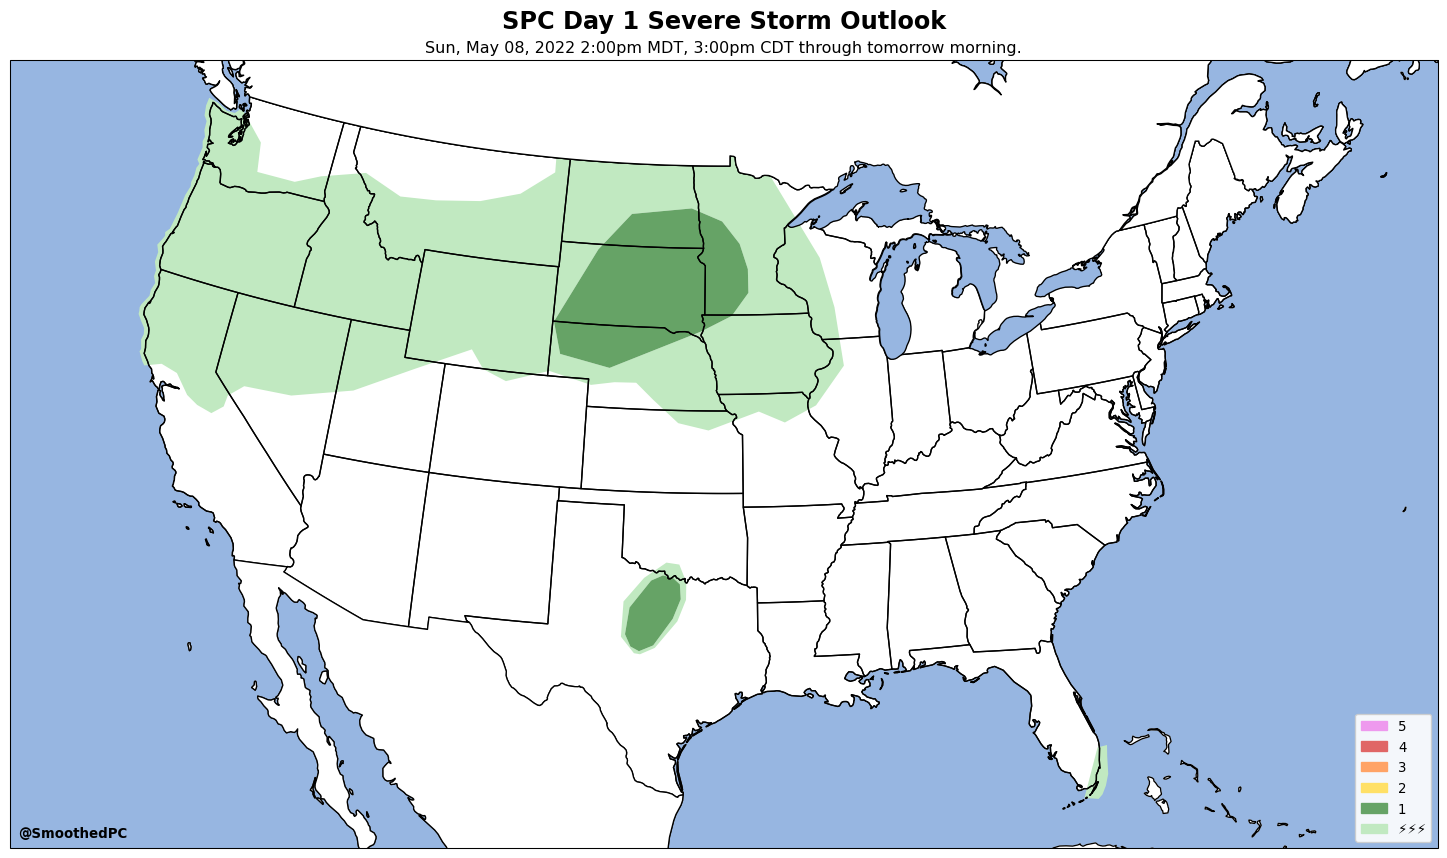 SPC Day 1 Severe Storm Outlook
Sun, May 08, 2022 2:00pm MDT, 3:00pm CDT through tomorrow morning.
5
4
3
2
1
⚡⚡⚡
@SmoothedPC